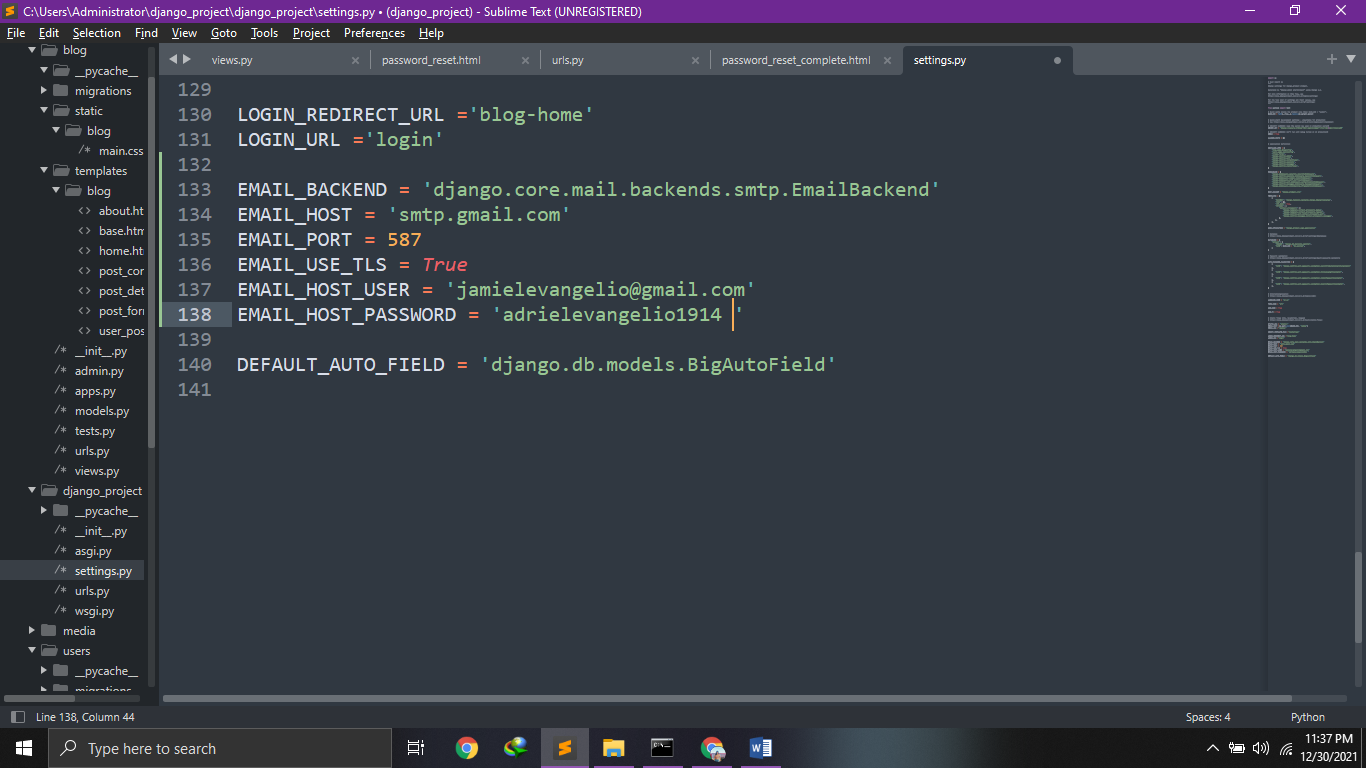 C:\Users\Administrator\django_project\django_project\settings.py • (django_project) - Sublime Text (UNREGISTERED)
File Edit Selection Find View Goto Tools Project Preferences Help
blog
__pycache__
migrations
static
blog
main.css
templates
blog
about.ht
base.htm
home.ht
post_cor
post_det
post_for
user_pos
__init__.py
admin.py
apps.py
models.py
tests.py
urls.py
views.py
django_project
__pycache__
__init__.py
asgi.py
settings.py
urls.py
wsgi.py
media
users
__pycache__
migrations
views.py password_reset.html urls.py password_reset_complete.html settings.py
129
130 LOGIN_REDIRECT_URL ='blog-home'
131 LOGIN_URL ='login'
132
133 EMAIL_BACKEND = 'django.core.mail.backends.smtp.EmailBackend'
134 EMAIL_HOST = 'smtp.gmail.com'
135 EMAIL_PORT = 587
136 EMAIL_USE_TLS = True
137 EMAIL_HOST_USER = 'jamielevangelio@gmail.com'
138 EMAIL_HOST_PASSWORD = 'adrielevangelio1914 '
139
140 DEFAULT_AUTO_FIELD = 'django.db.models.BigAutoField'
141
Line 138, Column 44
Spaces: 4 Python
Type here to search
11:37 PM
12/30/2021